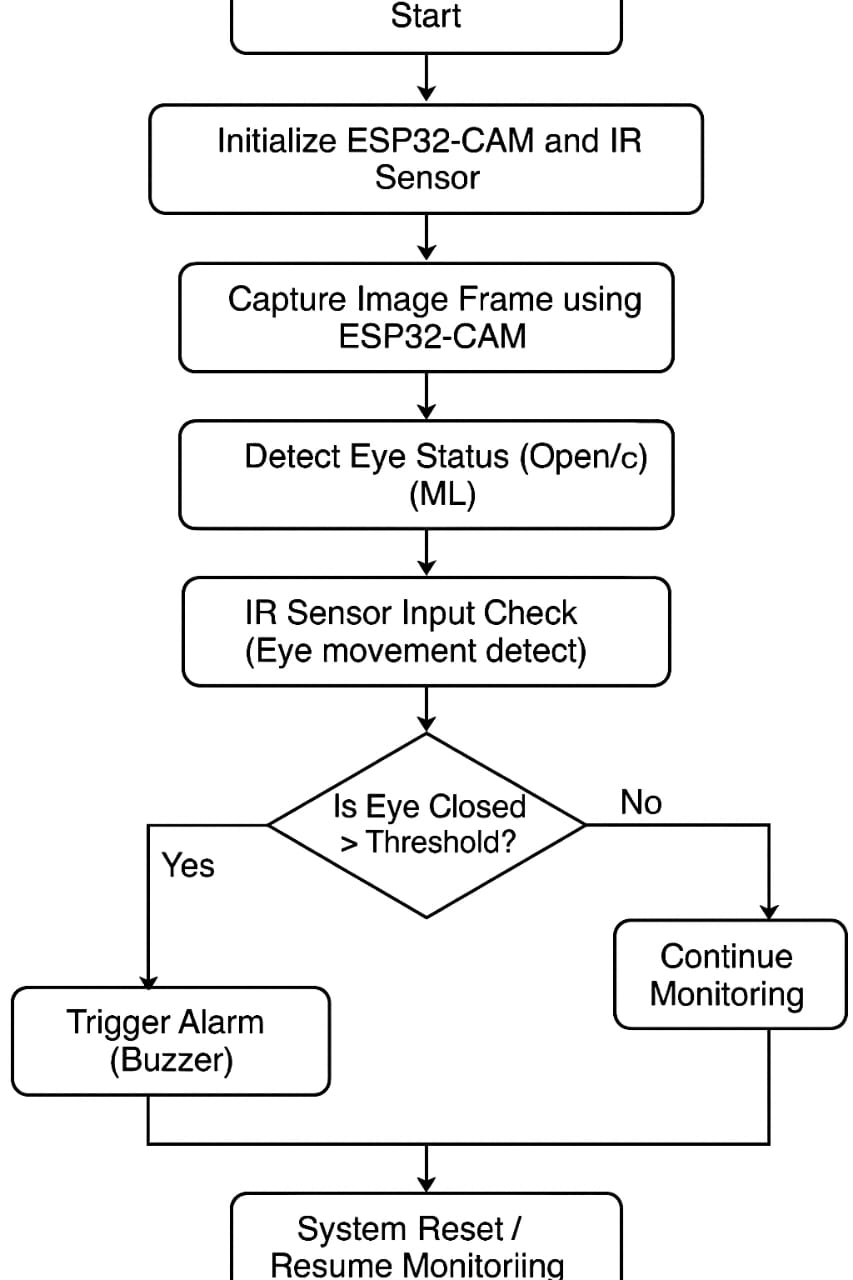 Start
Initialize ESP32-CAM and IR
Sensor
Capture Image Frame using
ESP32-CAM
Detect Eye Status (Open/c)
(ML)
IR Sensor Input Check
(Eye movement detect)
Is Eye Closed
> Threshold?
No
Yes
Continue
Monitoring
Trigger Alarm
(Buzzer)
System Reset /
Resume Monitoriing